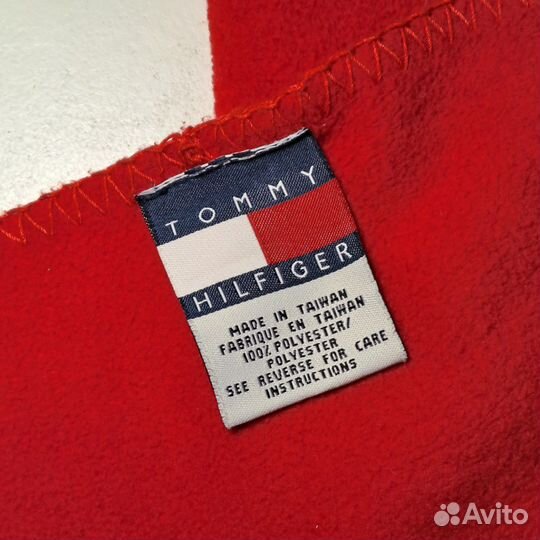 TOMMY
HILFIGER
MADE IN TAIWAN
FABRIQUE EN TAIWAN
100% POLYESTER/
POLYESTER
SEE REVERSE FOR CARE
INSTRUCTIONS
Avito